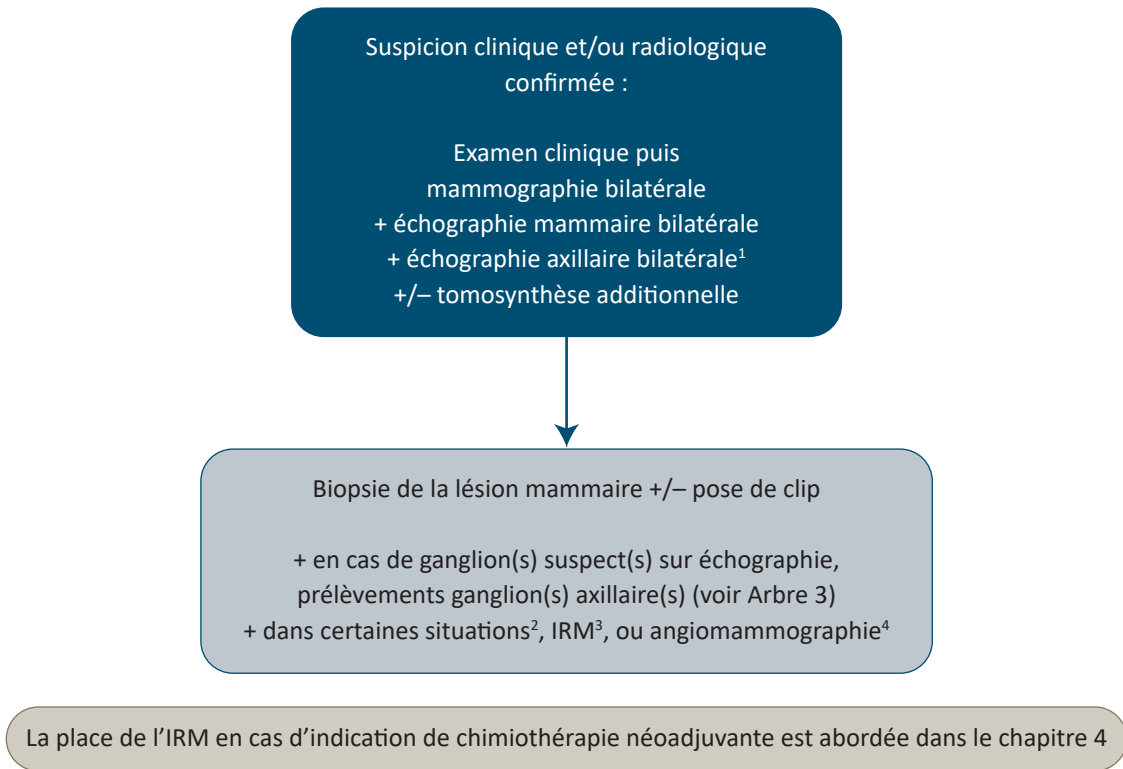 Suspicion clinique et/ou radiologique
confirmée :
Examen clinique puis
mammographie bilatérale
+ échographie mammaire bilatérale
+ échographie axillaire bilatérale¹
+/– tomosynthèse additionnelle
Biopsie de la lésion mammaire +/– pose de clip
+ en cas de ganglion(s) suspect(s) sur échographie,
prélèvements ganglion(s) axillaire(s) (voir Arbre 3)
+ dans certaines situations², IRM³, ou angiomammographie⁴
La place de l’IRM en cas d’indication de chimiothérapie néoadjuvante est abordée dans le chapitre 4